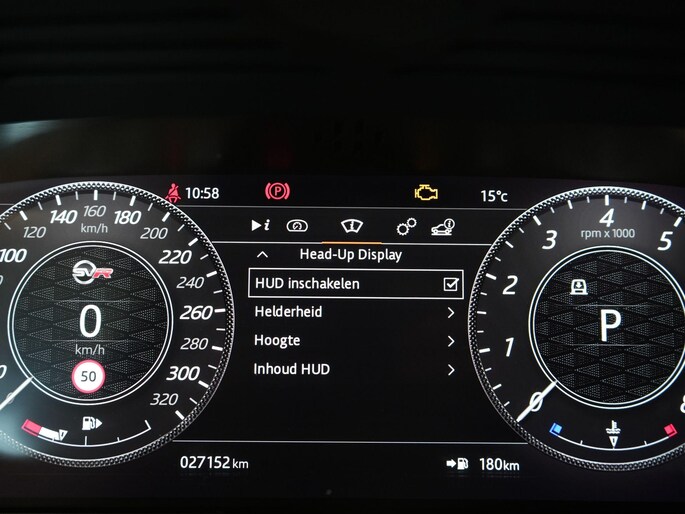 10:58
P
15°c
i
Head-Up Display
HUD inschakelen
Helderheid
Hoogte
Inhoud HUD
100
120
140
160
180
200
220
240
260
280
300
320
km/h
SVR
0
km/h
50
0
1
2
3
4
5
8
rpm x 1000
P
027152 km
180km